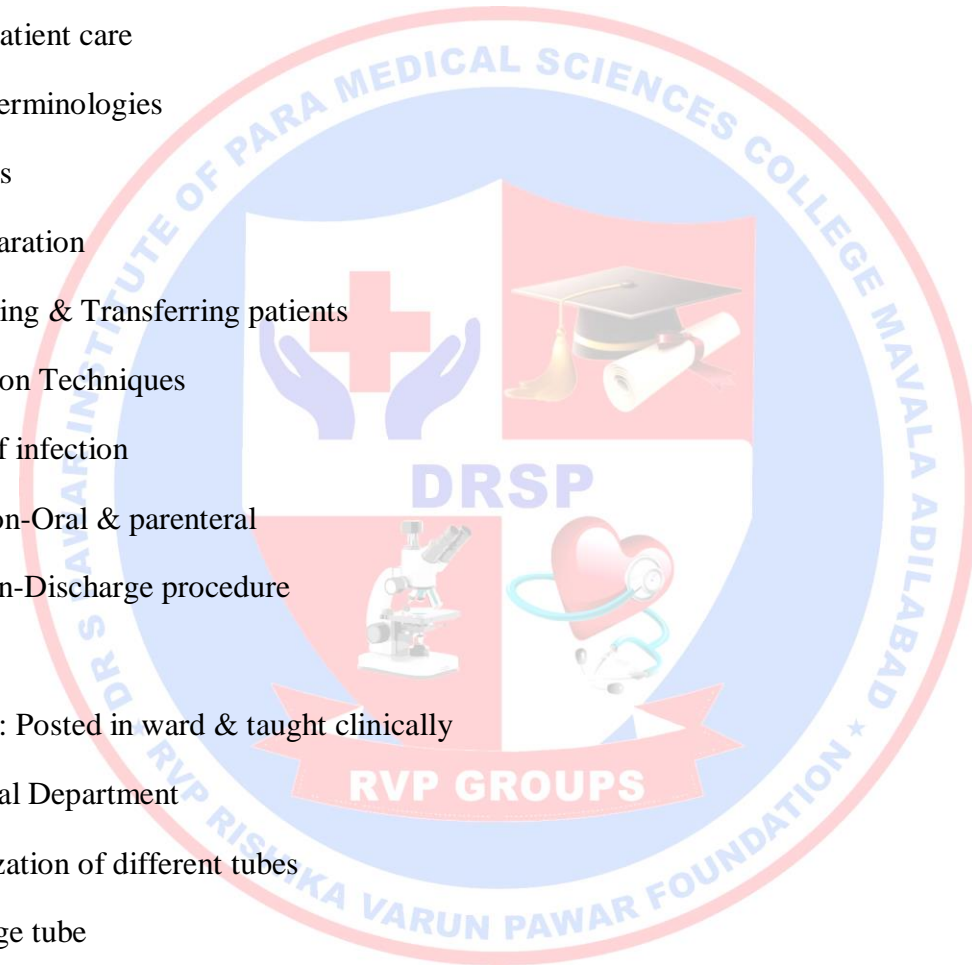 atient care
erminologies
s
aration
ing & Transferring patients
on Techniques
f infection
on-Oral & parenteral
n-Discharge procedure
: Posted in ward & taught clinically
al Department
zation of different tubes
ge tube
DR S PAWAR INSTITUTE OF PARA MEDICAL SCIENCES COLLEGE MAVALA ADILABAD
DRSP
RVP GROUPS
★ RVP RISHIKA VARUN PAWAR FOUNDATION ★